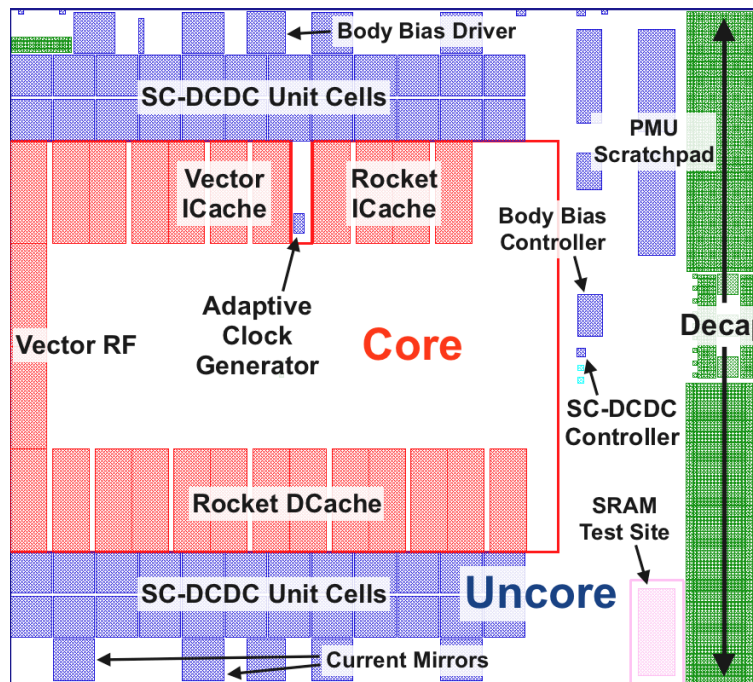 Body Bias Driver
SC-DCDC Unit Cells
PMU
Scratchpad
Vector
ICache
Rocket
ICache
Body Bias
Controller
Adaptive
Clock
Generator
Vector RF
Core
Decap
SC-DCDC
Controller
Rocket DCache
SRAM
Test Site
SC-DCDC Unit Cells
Uncore
Current Mirrors